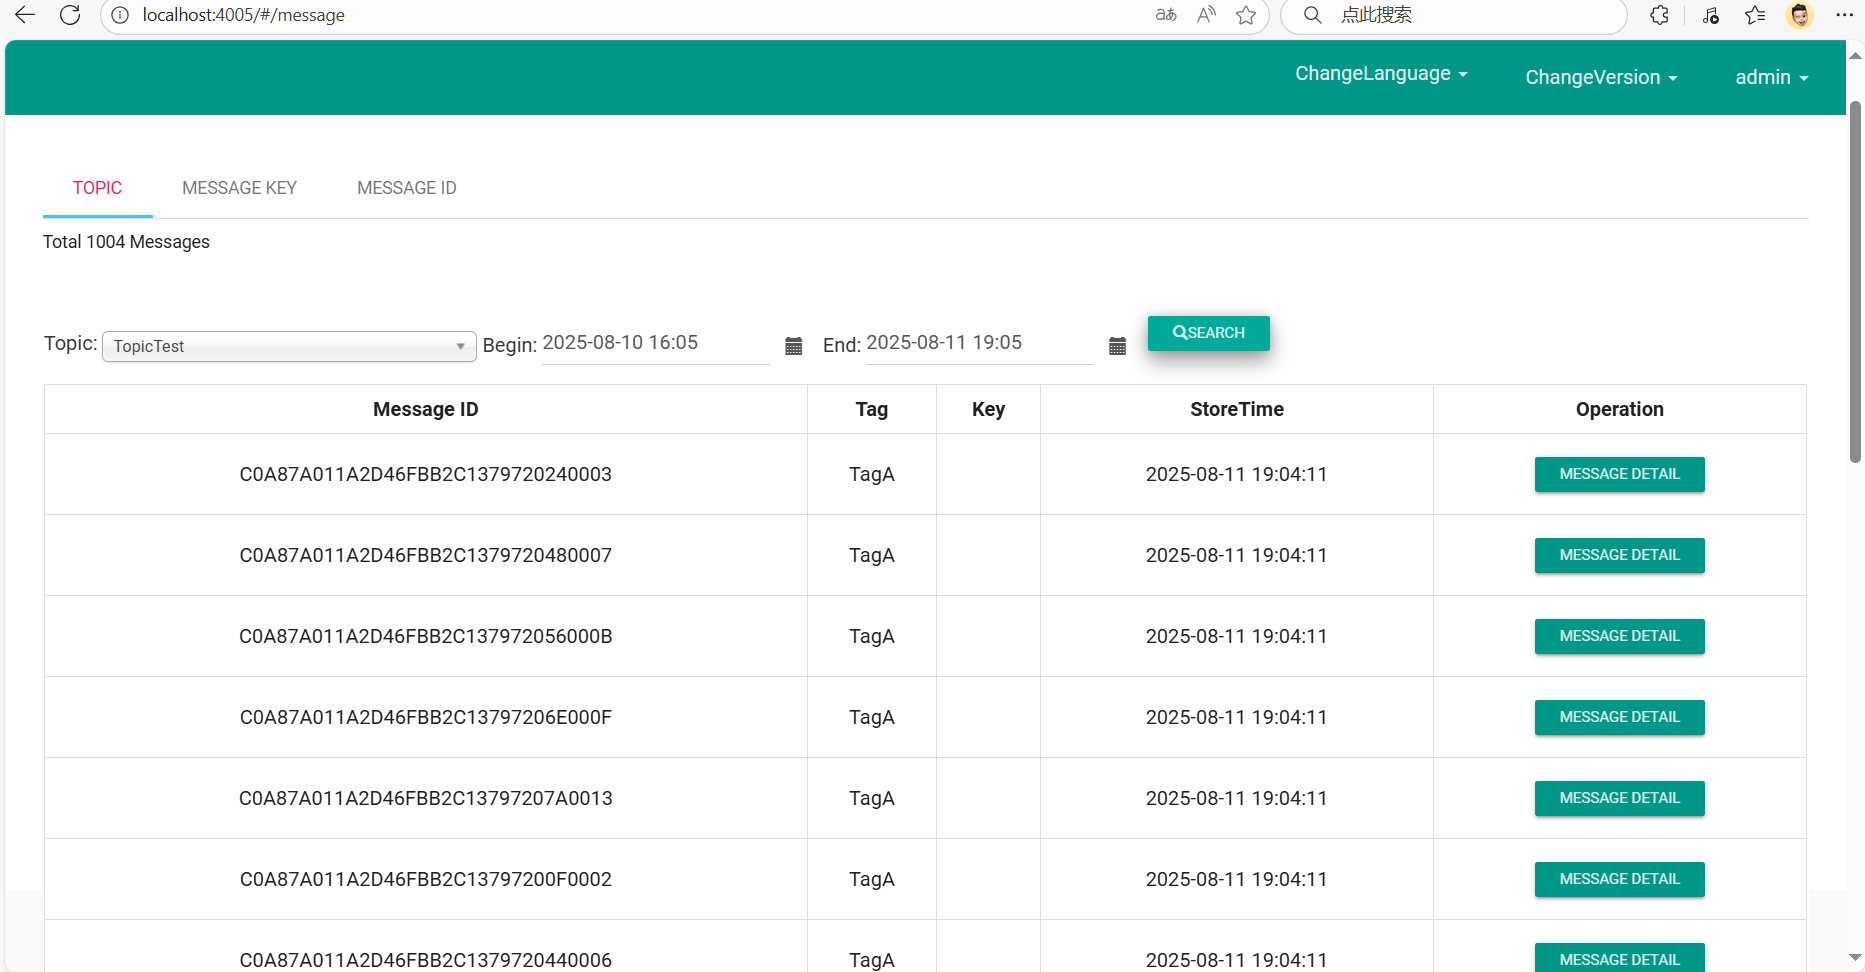 localhost:4005/#/message
点此搜索
ChangeLanguage
ChangeVersion
admin
TOPIC MESSAGE KEY MESSAGE ID
Total 1004 Messages
Topic: TopicTest Begin: 2025-08-10 16:05 End: 2025-08-11 19:05 SEARCH
Message ID Tag Key StoreTime Operation
C0A87A011A2D46FBB2C1379720240003 TagA 2025-08-11 19:04:11 MESSAGE DETAIL
C0A87A011A2D46FBB2C1379720480007 TagA 2025-08-11 19:04:11 MESSAGE DETAIL
C0A87A011A2D46FBB2C137972056000B TagA 2025-08-11 19:04:11 MESSAGE DETAIL
C0A87A011A2D46FBB2C13797206E000F TagA 2025-08-11 19:04:11 MESSAGE DETAIL
C0A87A011A2D46FBB2C13797207A0013 TagA 2025-08-11 19:04:11 MESSAGE DETAIL
C0A87A011A2D46FBB2C13797200F0002 TagA 2025-08-11 19:04:11 MESSAGE DETAIL
C0A87A011A2D46FBB2C1379720440006 TagA 2025-08-11 19:04:11 MESSAGE DETAIL